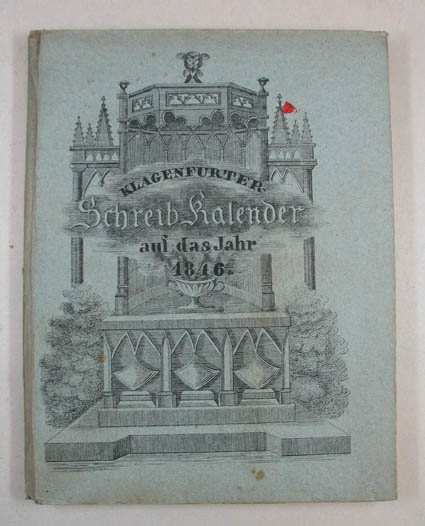 KLAGENFURTER
Schreib Kalender
auf das Jahr
1846.